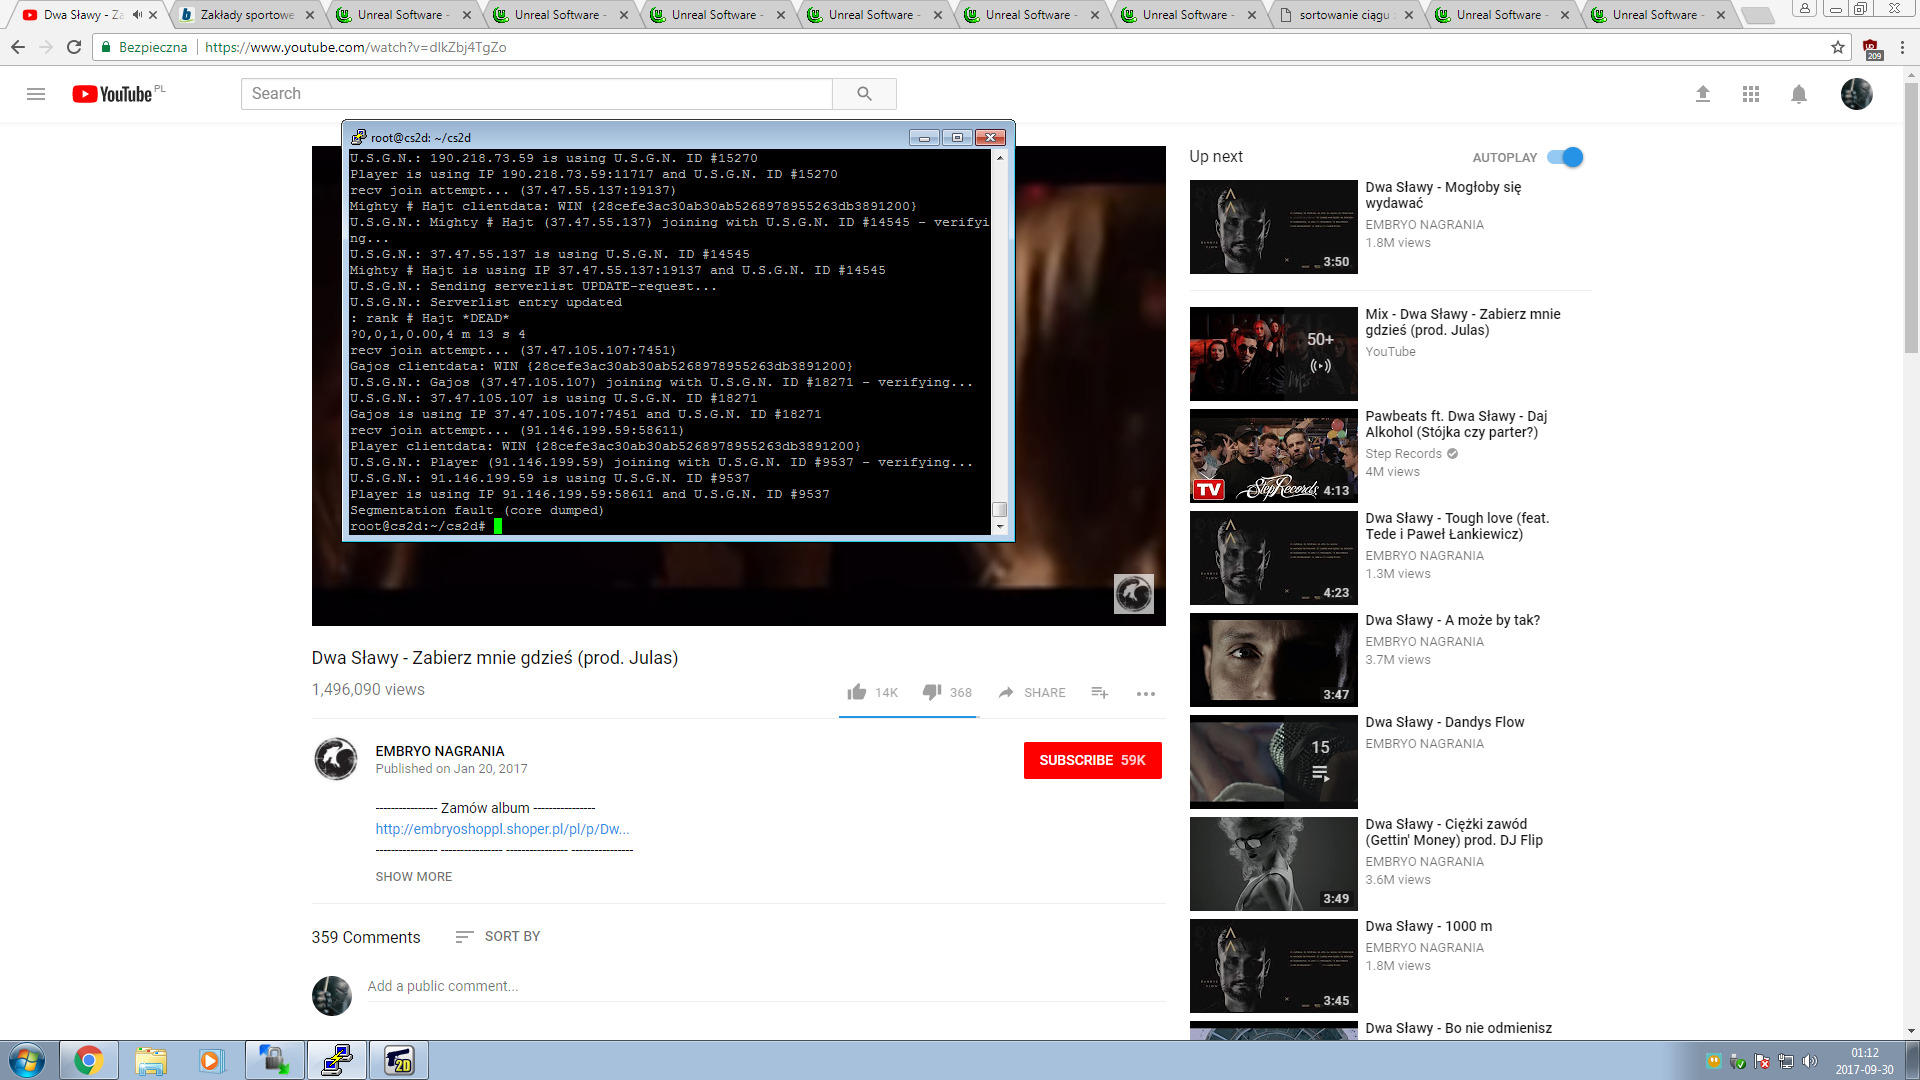 Dwa Sławy - Za
Zakłady sportowe
Unreal Software -
Unreal Software -
Unreal Software -
Unreal Software -
Unreal Software -
Unreal Software -
sortowanie ciągu
Unreal Software -
Unreal Software -
Bezpieczna
https://www.youtube.com/watch?v=dlkZbj4TgZo
209
YouTube PL
Search
root@cs2d: ~/cs2d
U.S.G.N.: 190.218.73.59 is using U.S.G.N. ID #15270
Player is using IP 190.218.73.59:11717 and U.S.G.N. ID #15270
recv join attempt... (37.47.55.137:19137)
Mighty # Hajt clientdata: WIN {28cefe3ac30ab30ab5268978955263db3891200}
U.S.G.N.: Mighty # Hajt (37.47.55.137) joining with U.S.G.N. ID #14545 - verifyi
ng...
U.S.G.N.: 37.47.55.137 is using U.S.G.N. ID #14545
Mighty # Hajt is using IP 37.47.55.137:19137 and U.S.G.N. ID #14545
U.S.G.N.: Sending serverlist UPDATE-request...
U.S.G.N.: Serverlist entry updated
: rank # Hajt *DEAD*
?0,0,1,0.00,4 m 13 s 4
recv join attempt... (37.47.105.107:7451)
Gajos clientdata: WIN {28cefe3ac30ab30ab5268978955263db3891200}
U.S.G.N.: Gajos (37.47.105.107) joining with U.S.G.N. ID #18271 - verifying...
U.S.G.N.: 37.47.105.107 is using U.S.G.N. ID #18271
Gajos is using IP 37.47.105.107:7451 and U.S.G.N. ID #18271
recv join attempt... (91.146.199.59:58611)
Player clientdata: WIN {28cefe3ac30ab30ab5268978955263db3891200}
U.S.G.N.: Player (91.146.199.59) joining with U.S.G.N. ID #9537 - verifying...
U.S.G.N.: 91.146.199.59 is using U.S.G.N. ID #9537
Player is using IP 91.146.199.59:58611 and U.S.G.N. ID #9537
Segmentation fault (core dumped)
root@cs2d:~/cs2d#
Dwa Sławy - Zabierz mnie gdzieś (prod. Julas)
1,496,090 views
14K
368
SHARE
EMBRYO NAGRANIA
Published on Jan 20, 2017
SUBSCRIBE 59K
---------------- Zamów album ----------------
http://embryoshoppl.shoper.pl/pl/p/Dw...
---------------- ---------------- ---------------- ----------------
SHOW MORE
359 Comments
SORT BY
Add a public comment...
Up next
AUTOPLAY
3:50
Dwa Sławy - Mogłoby się
wydawać
EMBRYO NAGRANIA
1.8M views
50+
Mix - Dwa Sławy - Zabierz mnie
gdzieś (prod. Julas)
YouTube
TV
StepRecords
4:13
Pawbeats ft. Dwa Sławy - Daj
Alkohol (Stójka czy parter?)
Step Records
4M views
4:23
Dwa Sławy - Tough love (feat.
Tede i Paweł Łankiewicz)
EMBRYO NAGRANIA
1.3M views
3:47
Dwa Sławy - A może by tak?
EMBRYO NAGRANIA
3.7M views
15
Dwa Sławy - Dandys Flow
EMBRYO NAGRANIA
3:49
Dwa Sławy - Ciężki zawód
(Gettin' Money) prod. DJ Flip
EMBRYO NAGRANIA
3.6M views
3:45
Dwa Sławy - 1000 m
EMBRYO NAGRANIA
1.8M views
Dwa Sławy - Bo nie odmienisz
2D
01:12
2017-09-30